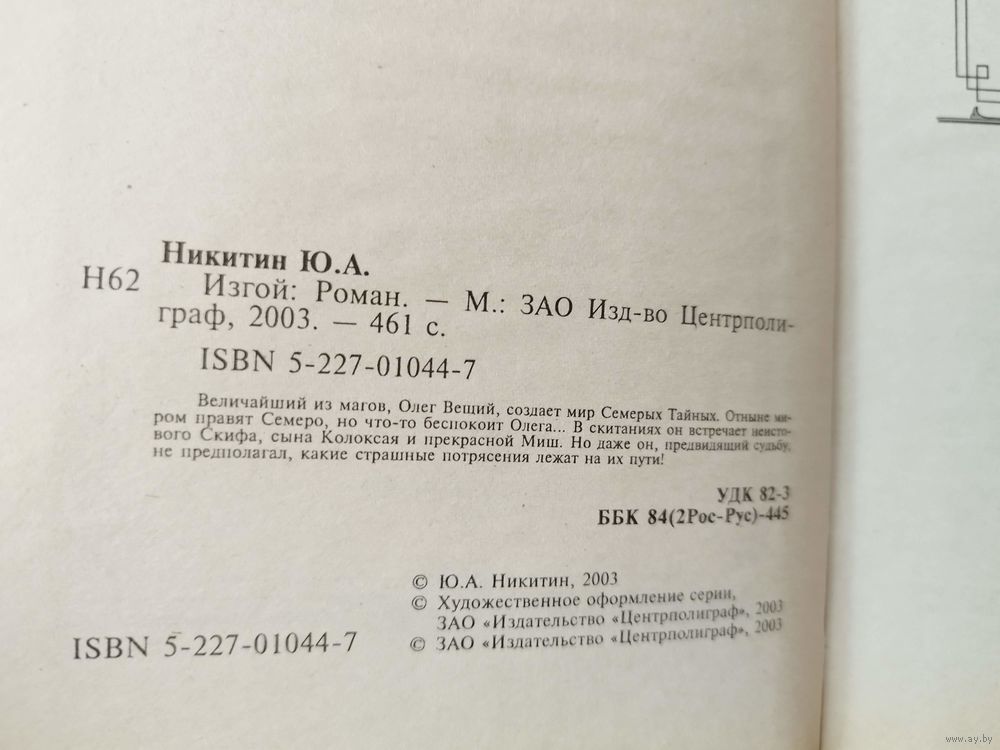 Никитин Ю.А.
Н62 Изгой: Роман. — М.: ЗАО Изд-во Центрполи-
граф, 2003. — 461 с.
ISBN 5-227-01044-7
Величайший из магов, Олег Вещий, создает мир Семерых Тайных. Отныне ми-
ром правят Семеро, но что-то беспокоит Олега... В скитаниях он встречает неисто-
вого Скифа, сына Колоксая и прекрасной Миш. Но даже он, предвидящий судьбу,
не предполагал, какие страшные потрясения лежат на их пути!
УДК 82-3
ББК 84(2Рос-Рус)-445
© Ю.А. Никитин, 2003
© Художественное оформление серии,
ЗАО «Издательство «Центрполиграф», 2003
ISBN 5-227-01044-7 © ЗАО «Издательство «Центрполиграф», 2003
www.ay.by